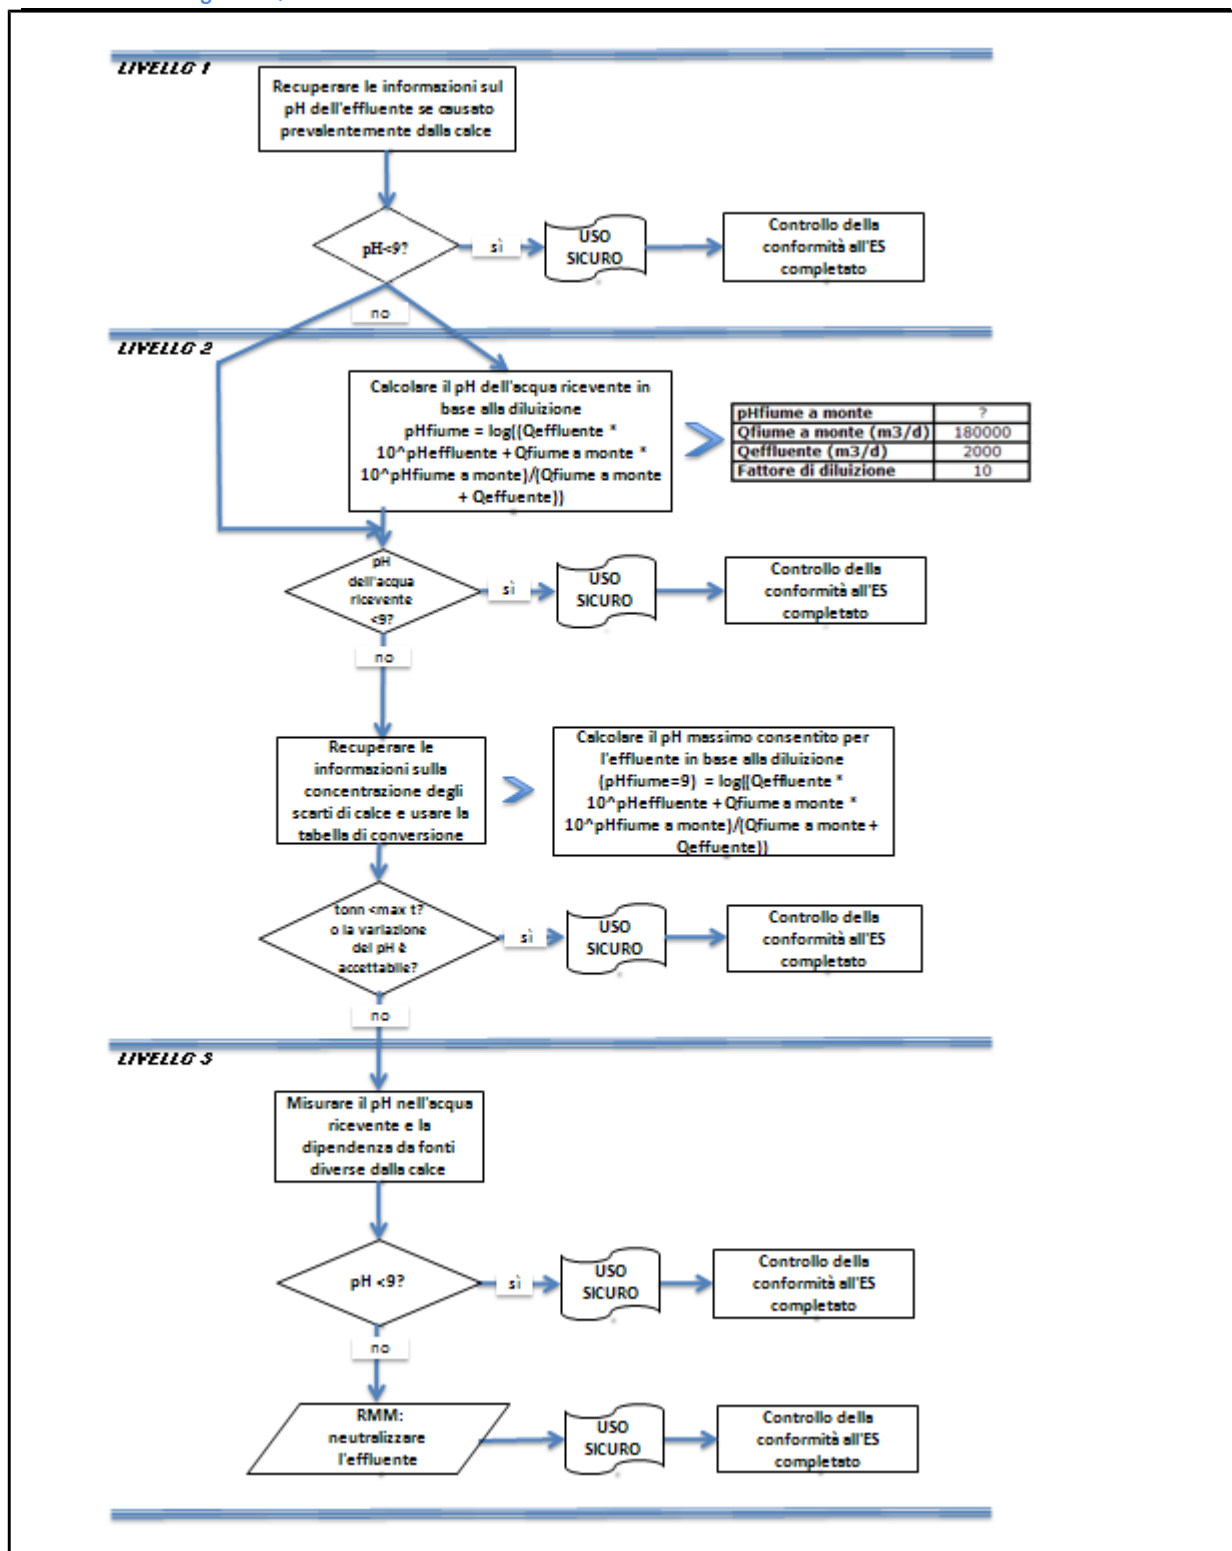 LIVELLO 1
Recuperare le informazioni sul
pH dell'effluente se causato
prevalentemente dalla calce
pH<9?
sì
USO
SICURO
Controllo della
conformità all'ES
completato
no
LIVELLO 2
Calcolare il pH dell'acqua ricevente in
base alla diluizione
pHfiume = log((Qeffluente *
10^pHeffluente + Qfiume a monte *
10^pHfiume a monte)/(Qfiume a monte
+ Qeffuente))
pHfiume a monte ?
Qfiume a monte (m3/d) 180000
Qeffluente (m3/d) 2000
Fattore di diluizione 10
pH
dell'acqua
ricevente
<9?
sì
USO
SICURO
Controllo della
conformità all'ES
completato
no
Recuperare le
informazioni sulla
concentrazione degli
scarti di calce e usare la
tabella di conversione
Calcolare il pH massimo consentito per
l'effluente in base alla diluizione
(pHfiume=9) = log((Qeffluente *
10^pHeffluente + Qfiume a monte *
10^pHfiume a monte)/(Qfiume a monte +
Qeffuente))
tonn <max t?
o la variazione
del pH è
accettabile?
sì
USO
SICURO
Controllo della
conformità all'ES
completato
no
LIVELLO 3
Misurare il pH nell'acqua
ricevente e la
dipendenza da fonti
diverse dalla calce
pH <9?
sì
USO
SICURO
Controllo della
conformità all'ES
completato
no
RMM:
neutralizzare
l'effluente
USO
SICURO
Controllo della
conformità all'ES
completato